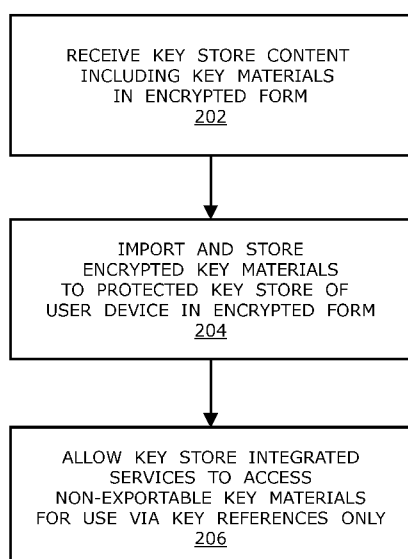 RECEIVE KEY STORE CONTENT
INCLUDING KEY MATERIALS
IN ENCRYPTED FORM
202
IMPORT AND STORE
ENCRYPTED KEY MATERIALS
TO PROTECTED KEY STORE OF
USER DEVICE IN ENCRYPTED FORM
204
ALLOW KEY STORE INTEGRATED
SERVICES TO ACCESS
NON-EXPORTABLE KEY MATERIALS
FOR USE VIA KEY REFERENCES ONLY
206